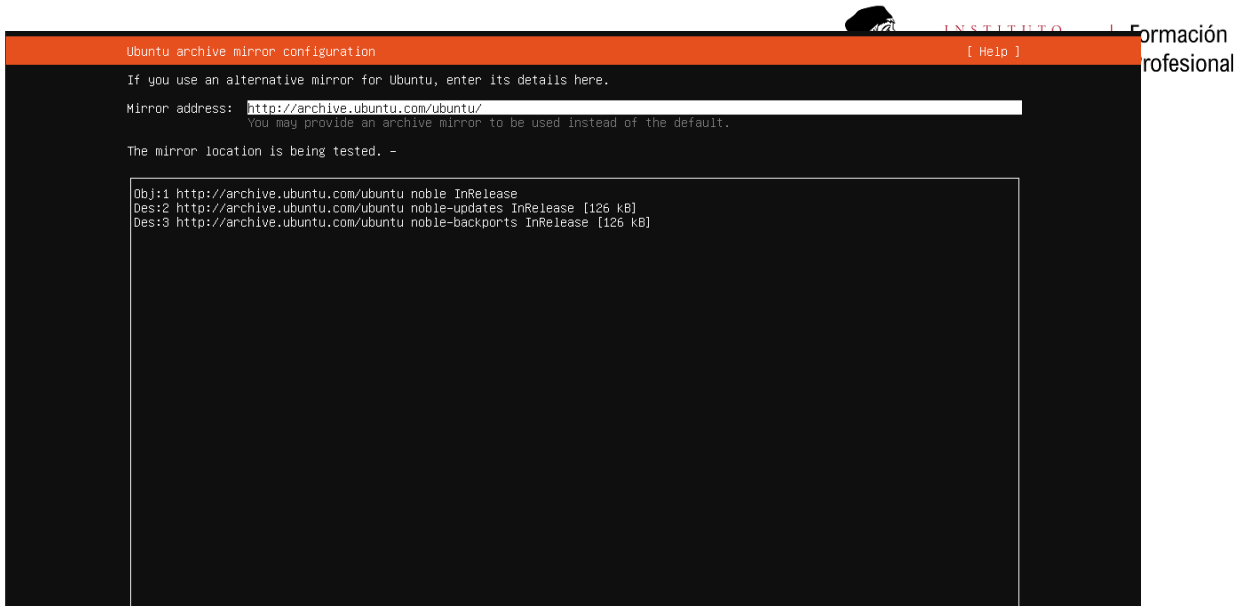 INSTITUTO
Formación
Profesional
Ubuntu archive mirror configuration [ Help ]
If you use an alternative mirror for Ubuntu, enter its details here.
Mirror address: http://archive.ubuntu.com/ubuntu/
You may provide an archive mirror to be used instead of the default.
The mirror location is being tested. –
Obj:1 http://archive.ubuntu.com/ubuntu noble InRelease
Des:2 http://archive.ubuntu.com/ubuntu noble-updates InRelease [126 kB]
Des:3 http://archive.ubuntu.com/ubuntu noble-backports InRelease [126 kB]